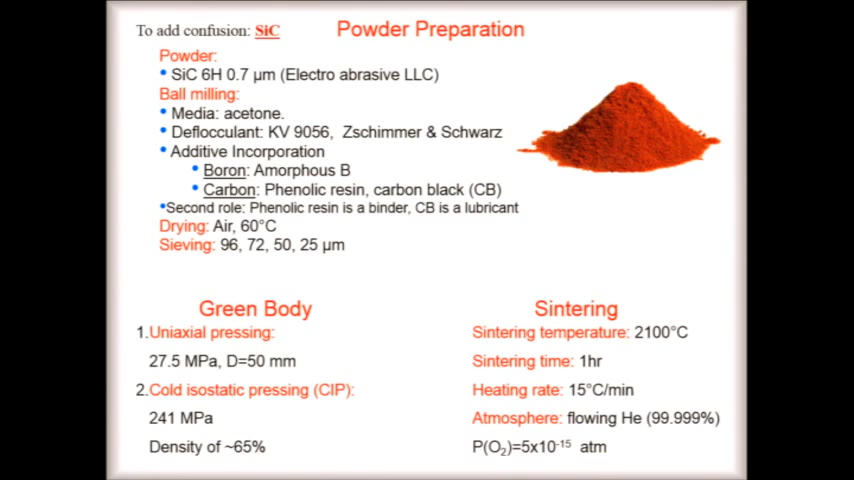 To add confusion: SiC
Powder Preparation
Powder:
• SiC 6H 0.7 µm (Electro abrasive LLC)
Ball milling:
• Media: acetone.
• Deflocculant: KV 9056, Zschimmer & Schwarz
• Additive Incorporation
• Boron: Amorphous B
• Carbon: Phenolic resin, carbon black (CB)
•Second role: Phenolic resin is a binder, CB is a lubricant
Drying: Air, 60°C
Sieving: 96, 72, 50, 25 µm
Green Body
1.Uniaxial pressing:
27.5 MPa, D=50 mm
2.Cold isostatic pressing (CIP):
241 MPa
Density of ~65%
Sintering
Sintering temperature: 2100°C
Sintering time: 1hr
Heating rate: 15°C/min
Atmosphere: flowing He (99.999%)
P(O₂)=5x10⁻¹⁵ atm